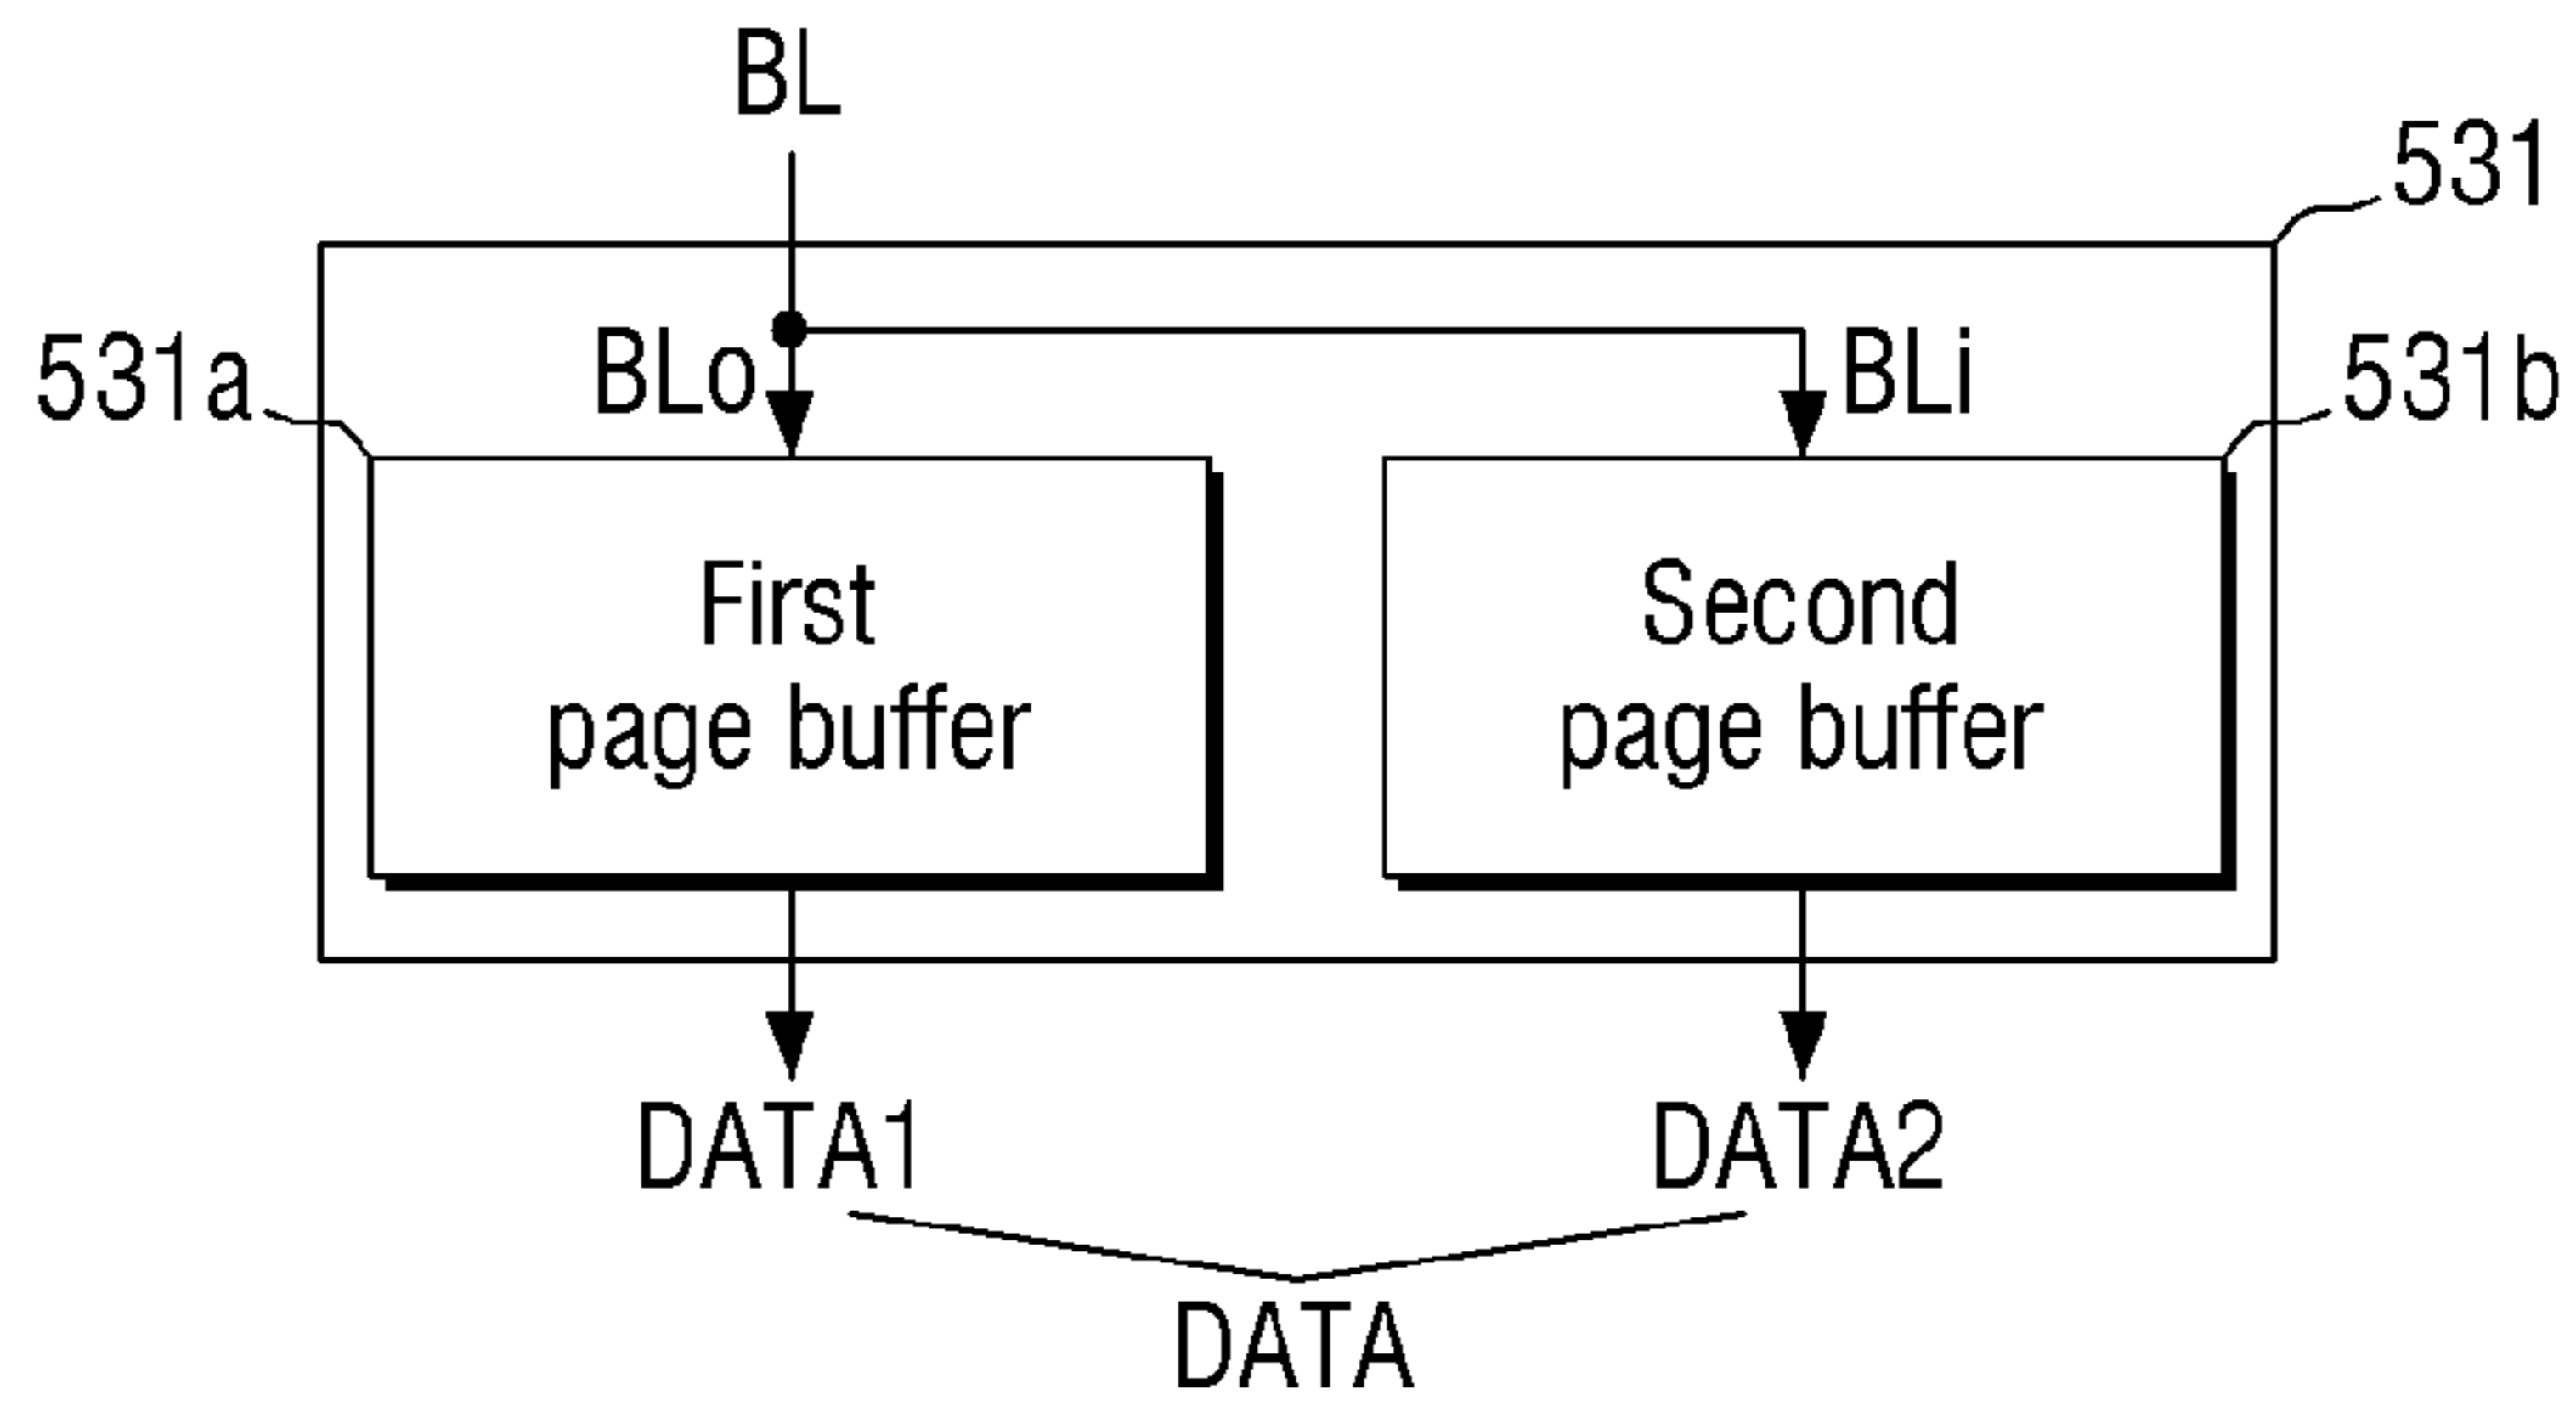 BL
531
531a
BLo
BLi
531b
First
page buffer
Second
page buffer
DATA1
DATA2
DATA